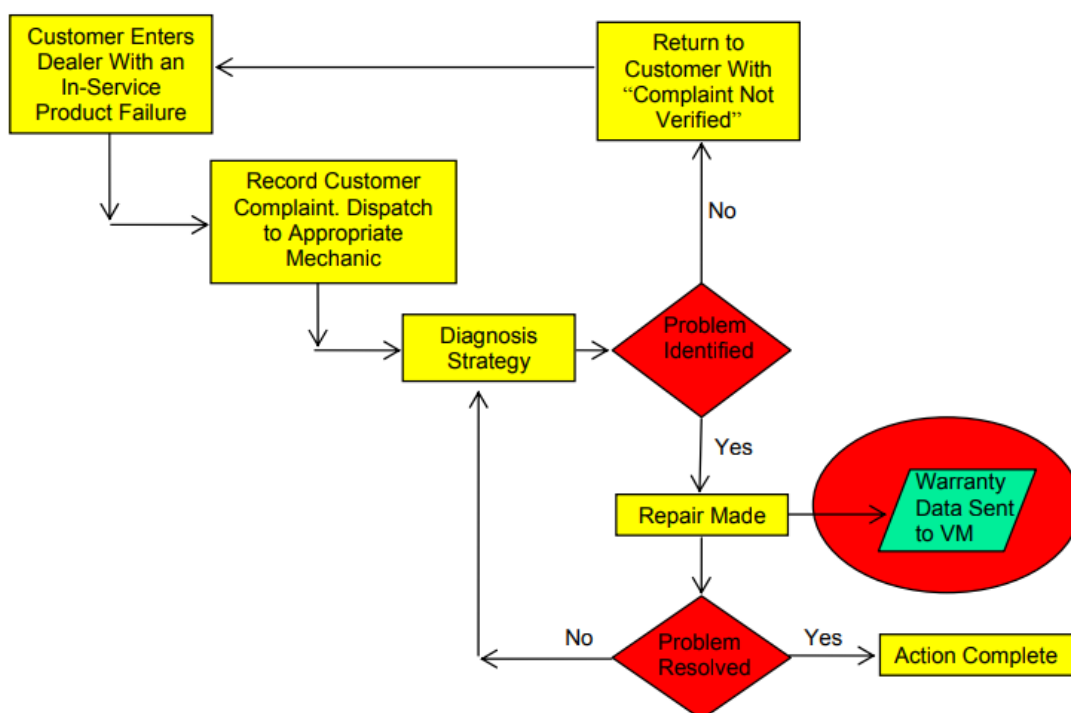 Customer Enters
Dealer With an
In-Service
Product Failure
Return to
Customer With
“Complaint Not
Verified”
Record Customer
Complaint. Dispatch
to Appropriate
Mechanic
No
Diagnosis
Strategy
Problem
Identified
Yes
Repair Made
Warranty
Data Sent
to VM
No
Problem
Resolved
Yes
Action Complete